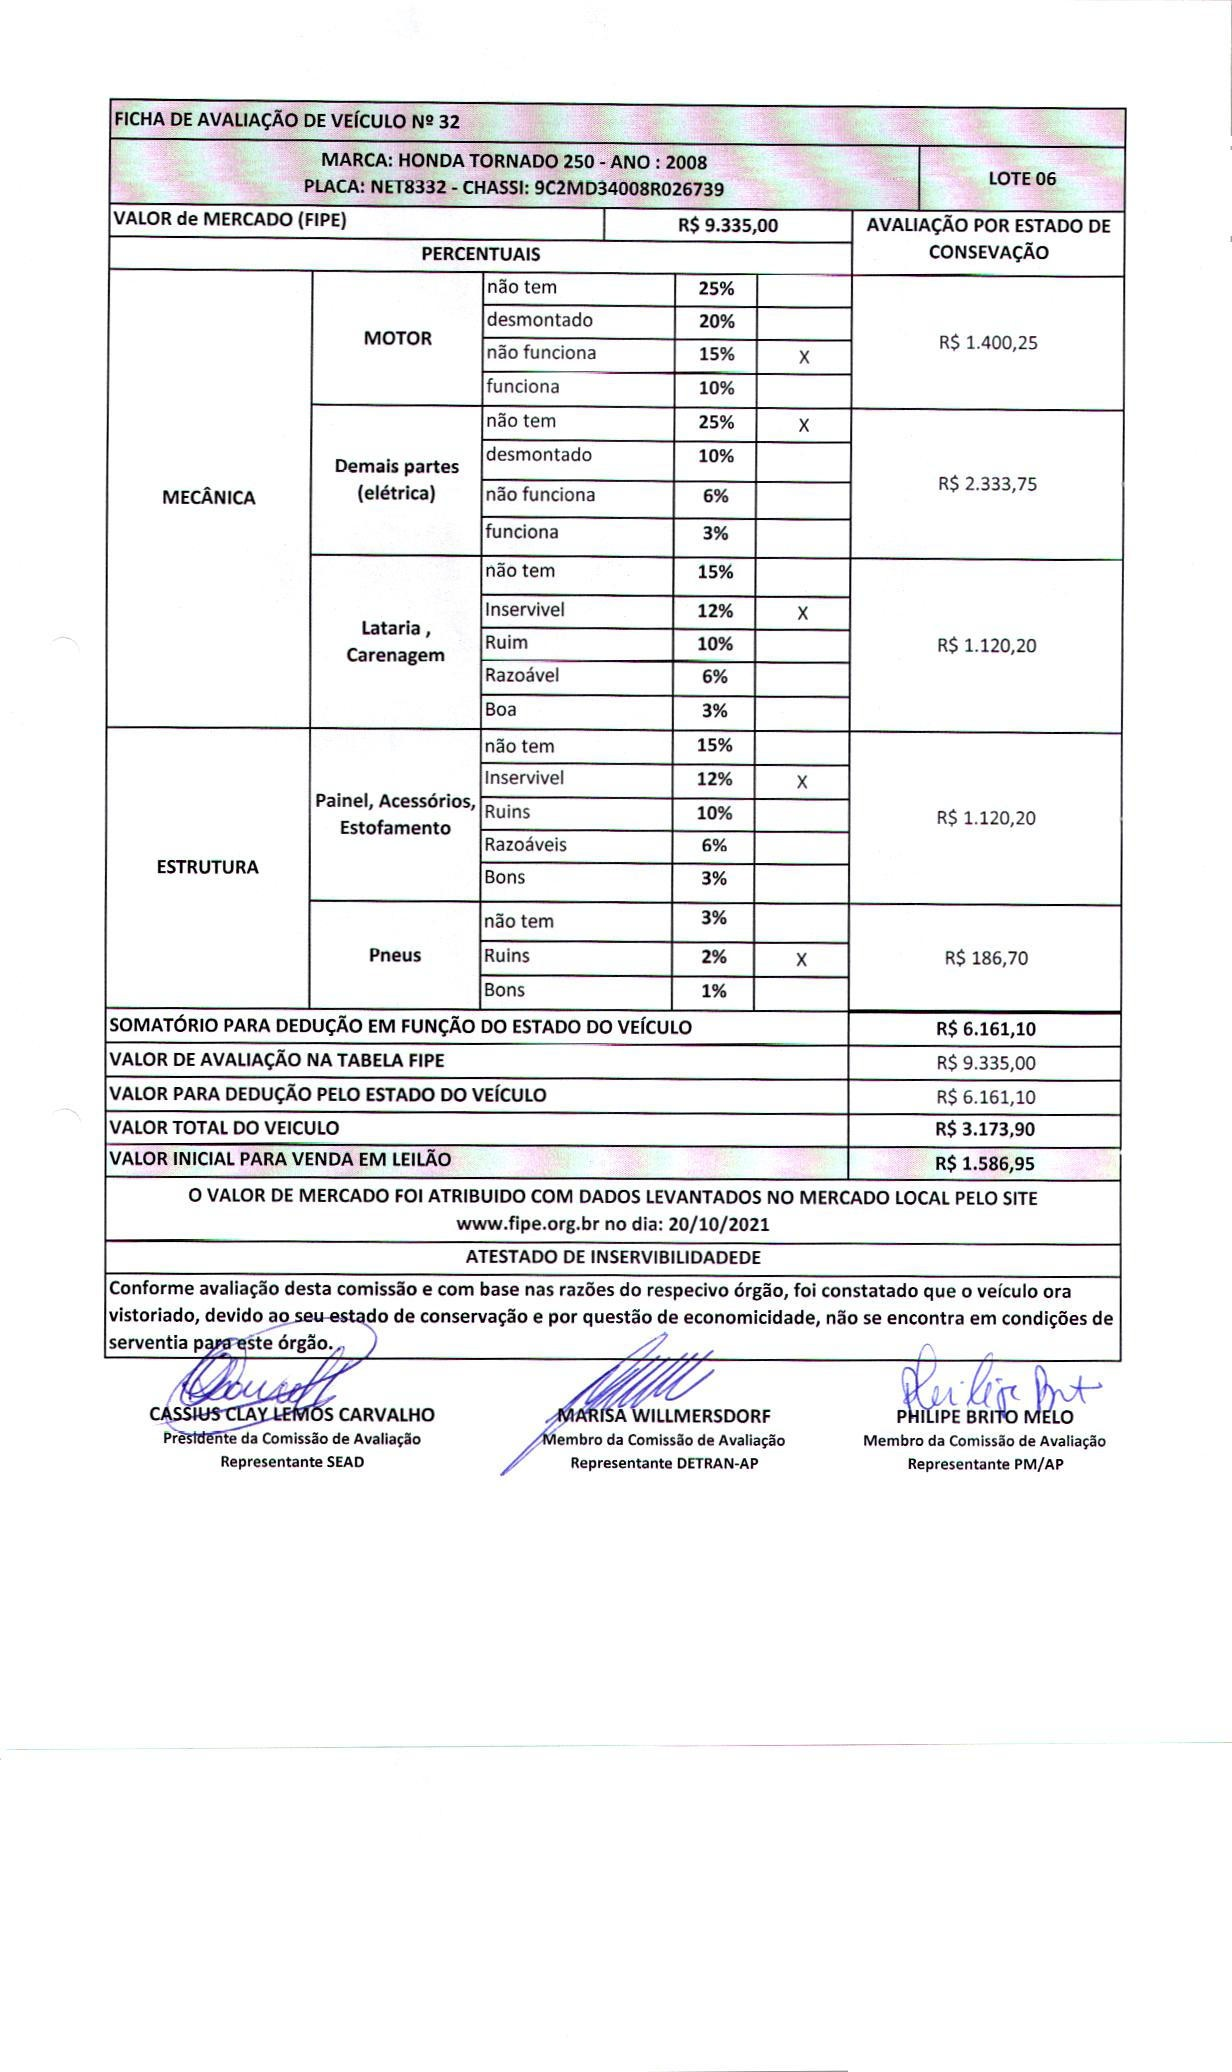 FICHA DE AVALIAÇÃO DE VEÍCULO Nº 32
MARCA: HONDA TORNADO 250 - ANO : 2008
PLACA: NET8332 - CHASSI: 9C2MD34008R026739
LOTE 06
VALOR de MERCADO (FIPE)
R$ 9.335,00
AVALIAÇÃO POR ESTADO DE
CONSEVAÇÃO
PERCENTUAIS
MECÂNICA
MOTOR
não tem 25%
desmontado 20%
não funciona 15% X
funciona 10%
R$ 1.400,25
Demais partes
(elétrica)
não tem 25% X
desmontado 10%
não funciona 6%
funciona 3%
R$ 2.333,75
Lataria ,
Carenagem
não tem 15%
Inservivel 12% X
Ruim 10%
Razoável 6%
Boa 3%
R$ 1.120,20
ESTRUTURA
Painel, Acessórios,
Estofamento
não tem 15%
Inservivel 12% X
Ruins 10%
Razoáveis 6%
Bons 3%
R$ 1.120,20
Pneus
não tem 3%
Ruins 2% X
Bons 1%
R$ 186,70
SOMATÓRIO PARA DEDUÇÃO EM FUNÇÃO DO ESTADO DO VEÍCULO R$ 6.161,10
VALOR DE AVALIAÇÃO NA TABELA FIPE R$ 9.335,00
VALOR PARA DEDUÇÃO PELO ESTADO DO VEÍCULO R$ 6.161,10
VALOR TOTAL DO VEICULO R$ 3.173,90
VALOR INICIAL PARA VENDA EM LEILÃO R$ 1.586,95
O VALOR DE MERCADO FOI ATRIBUIDO COM DADOS LEVANTADOS NO MERCADO LOCAL PELO SITE
www.fipe.org.br no dia: 20/10/2021
ATESTADO DE INSERVIBILIDADEDE
Conforme avaliação desta comissão e com base nas razões do respecivo órgão, foi constatado que o veículo ora
vistoriado, devido ao seu estado de conservação e por questão de economicidade, não se encontra em condições de
serventia para este órgão.
CASSIUS CLAY LEMOS CARVALHO
Presidente da Comissão de Avaliação
Representante SEAD
MARISA WILLMERSDORF
Membro da Comissão de Avaliação
Representante DETRAN-AP
PHILIPE BRITO MELO
Membro da Comissão de Avaliação
Representante PM/AP